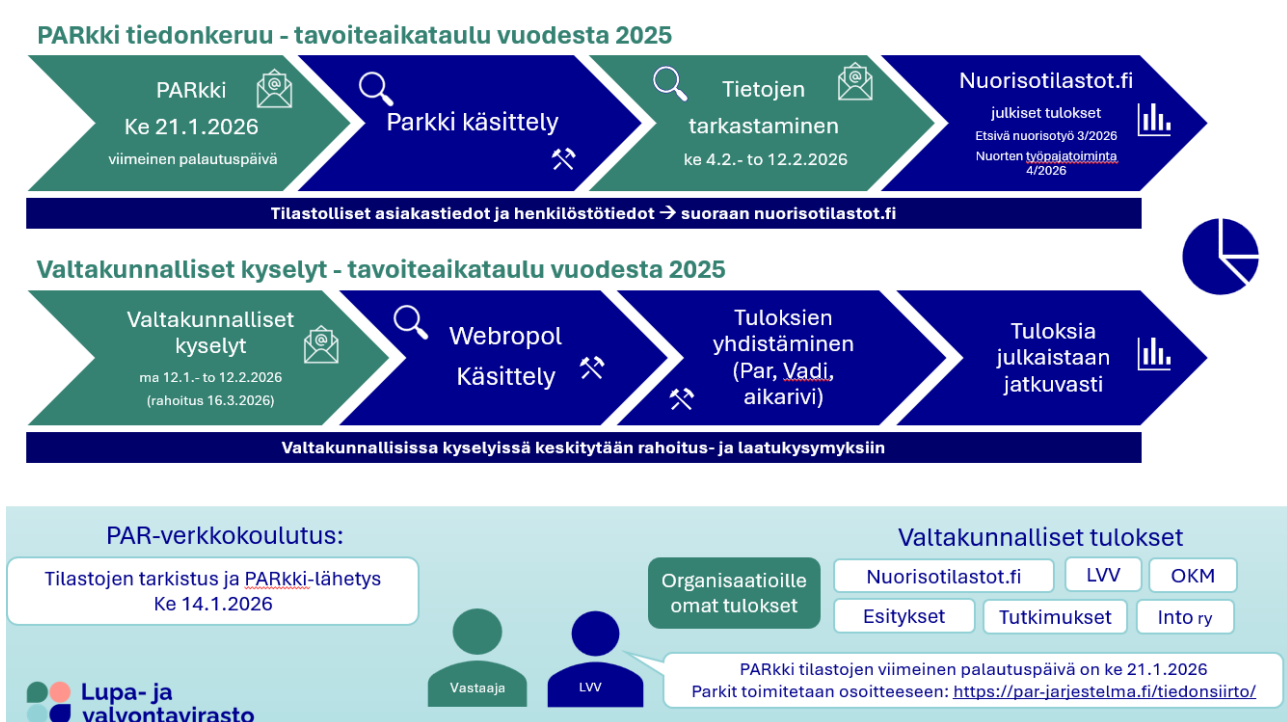 PARkki tiedonkeruu - tavoiteaikataulu vuodesta 2025
PARkki
Ke 21.1.2026
viimeinen palautuspäivä
Parkki käsittely
Tietojen
tarkastaminen
ke 4.2.- to 12.2.2026
Nuorisotilastot.fi
julkiset tulokset
Etsivä nuorisotyö 3/2026
Nuorten työpajatoiminta
4/2026
Tilastolliset asiakastiedot ja henkilöstötiedot → suoraan nuorisotilastot.fi
Valtakunnalliset kyselyt - tavoiteaikataulu vuodesta 2025
Valtakunnalliset
kyselyt
ma 12.1.- to 12.2.2026
(rahoitus 16.3.2026)
Webropol
Käsittely
Tuloksien
yhdistäminen
(Par, Vadi,
aikarivi)
Tuloksia
julkaistaan
jatkuvasti
Valtakunnallisissa kyselyissä keskitytään rahoitus- ja laatukysymyksiin
PAR-verkkokoulutus:
Tilastojen tarkistus ja PARkki-lähetys
Ke 14.1.2026
Vastaaja
LVV
Organisaatioille
omat tulokset
Valtakunnalliset tulokset
Nuorisotilastot.fi
LVV
OKM
Esitykset
Tutkimukset
Into ry
PARkki tilastojen viimeinen palautuspäivä on ke 21.1.2026
Parkit toimitetaan osoitteeseen: https://par-jarjestelma.fi/tiedonsiirto/
Lupa- ja
valvontavirasto